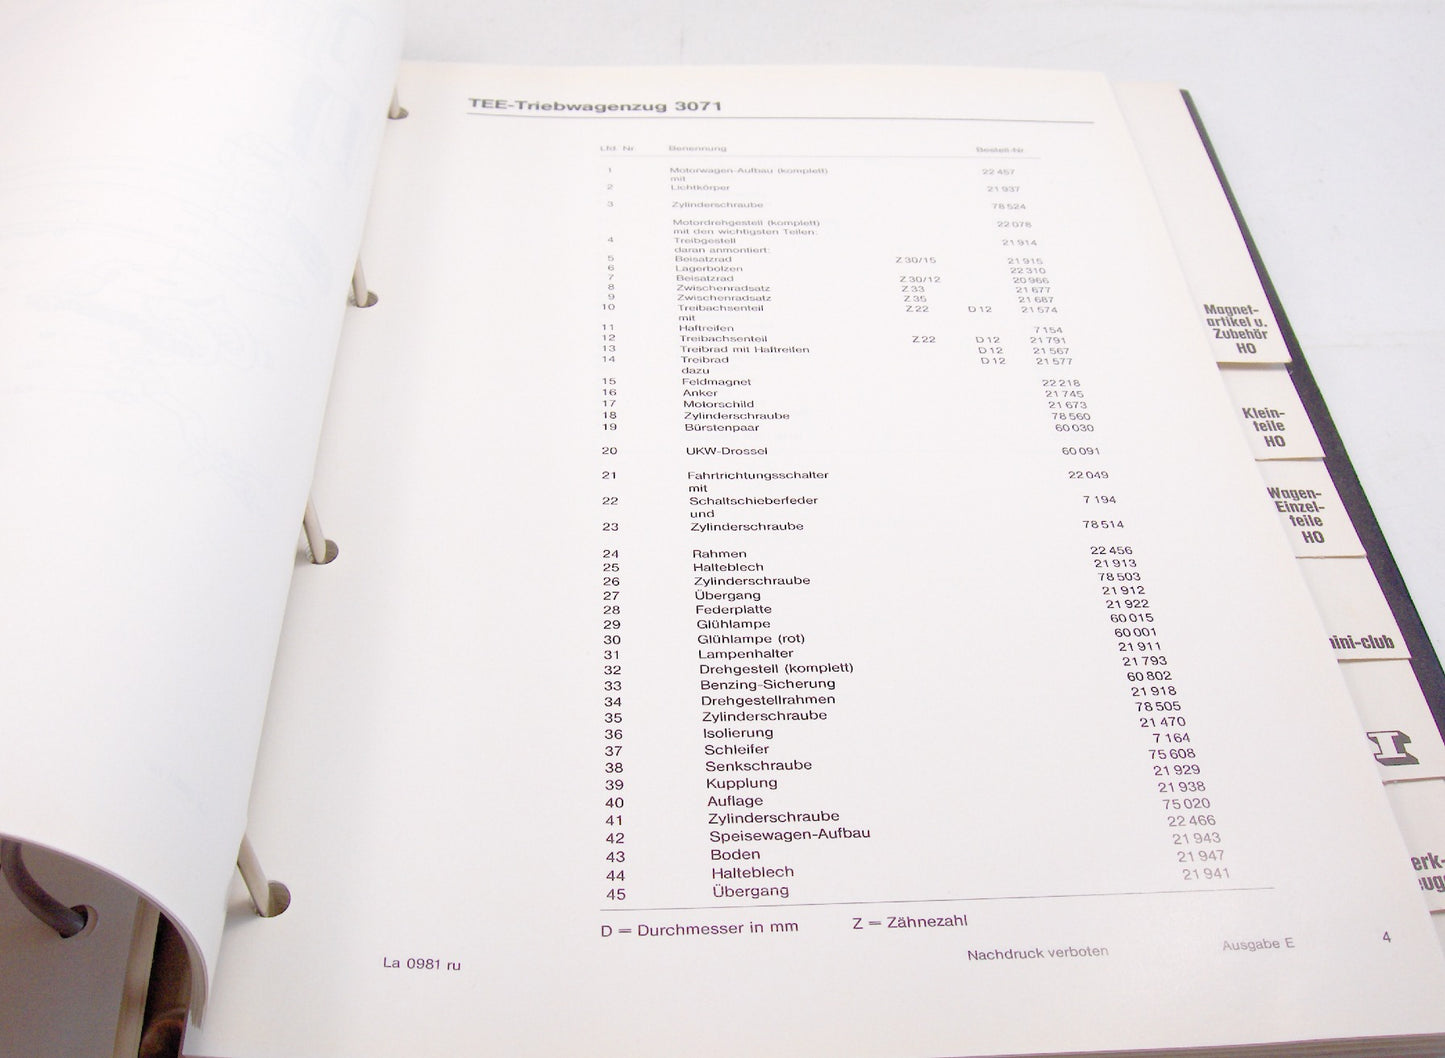 TEE-Triebwagenzug 3071
Lfd. Nr. Benennung Bestell-Nr.
1 Motorwagen-Aufbau (komplett) 22 457
mit
2 Lichtkörper 21 937
3 Zylinderschraube 78 524
Motordrehgestell (komplett) 22 078
mit den wichtigsten Teilen:
4 Treibgestell 21 914
daran anmontiert:
5 Beisatzrad Z 30/15 21 915
6 Lagerbolzen 22 310
7 Beisatzrad Z 30/12 20 966
8 Zwischenradsatz Z 33 21 677
9 Zwischenradsatz Z 35 21 687
10 Treibachsenteil Z 22 D 12 21 574
mit
11 Haftreifen 7 154
12 Treibachsenteil Z 22 D 12 21 791
13 Treibrad mit Haftreifen D 12 21 567
14 Treibrad D 12 21 577
dazu
15 Feldmagnet 22 218
16 Anker 21 745
17 Motorschild 21 673
18 Zylinderschraube 78 560
19 Bürstenpaar 60 030
20 UKW-Drossel 60 091
21 Fahrtrichtungsschalter 22 049
mit
22 Schaltschieberfeder 7 194
und
23 Zylinderschraube 78 514
24 Rahmen 22 456
25 Halteblech 21 913
26 Zylinderschraube 78 503
27 Übergang 21 912
28 Federplatte 21 922
29 Glühlampe 60 015
30 Glühlampe (rot) 60 001
31 Lampenhalter 21 911
32 Drehgestell (komplett) 21 793
33 Benzing-Sicherung 60 802
34 Drehgestellrahmen 21 918
35 Zylinderschraube 78 505
36 Isolierung 21 470
37 Schleifer 7 164
38 Senkschraube 75 608
39 Kupplung 21 929
40 Auflage 21 938
41 Zylinderschraube 75 020
42 Speisewagen-Aufbau 22 466
43 Boden 21 943
44 Halteblech 21 947
45 Übergang 21 941
D = Durchmesser in mm Z = Zähnezahl
La 0981 ru Nachdruck verboten Ausgabe E 4
Magnet-
artikel u.
Zubehör
HO
Klein-
teile
HO
Wagen-
Einzel-
teile
HO
mini-club
I